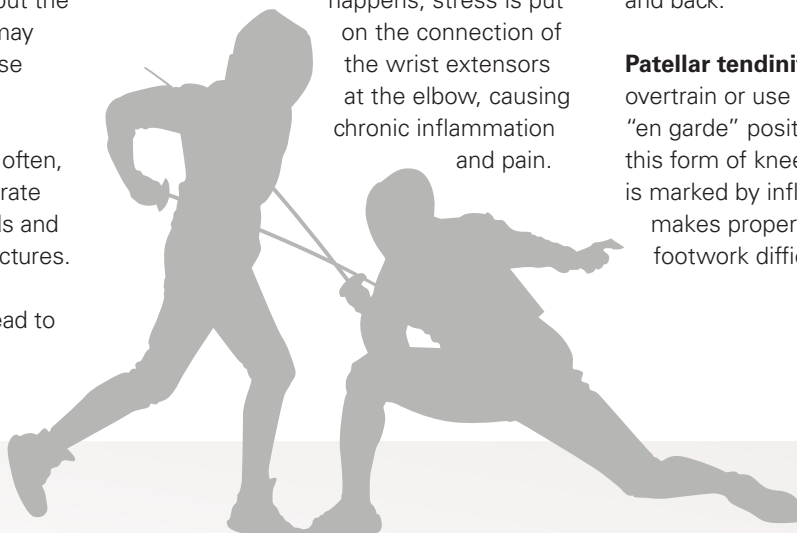 out the
may
se
often,
rate
ls and
ctures.
ead to
happens, stress is put
on the connection of
the wrist extensors
at the elbow, causing
chronic inflammation
and pain.
and back.
Patellar tendini
overtrain or use
“en garde” posit
this form of knee
is marked by infl
makes proper
footwork diffic